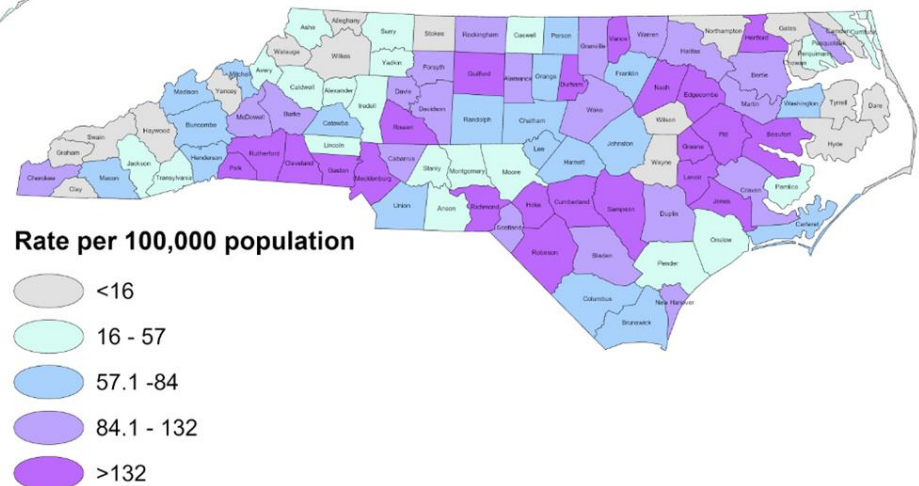 Alleghany
Ashe
Surry
Stokes
Rockingham
Caswell
Person
Granville
Vance
Warren
Northampton
Hertford
Gates
Camden
Currituck
Pasquotank
Perquimans
Chowan
Halifax
Watauga
Wilkes
Yadkin
Forsyth
Guilford
Alamance
Orange
Durham
Franklin
Bertie
Mitchell
Avery
Caldwell
Alexander
Iredell
Davie
Davidson
Wake
Nash
Edgecombe
Martin
Washington
Tyrrell
Dare
Madison
Yancey
Burke
McDowell
Catawba
Rowan
Randolph
Chatham
Wilson
Pitt
Beaufort
Hyde
Swain
Haywood
Buncombe
Lincoln
Johnston
Greene
Graham
Jackson
Henderson
Rutherford
Cleveland
Gaston
Mecklenburg
Cabarrus
Stanly
Montgomery
Moore
Lee
Harnett
Wayne
Lenoir
Craven
Pamlico
Cherokee
Macon
Clay
Transylvania
Polk
Union
Anson
Richmond
Hoke
Cumberland
Sampson
Duplin
Jones
Carteret
Scotland
Robeson
Bladen
Onslow
Pender
Columbus
New Hanover
Brunswick
Rate per 100,000 population
<16
16 - 57
57.1 -84
84.1 - 132
>132